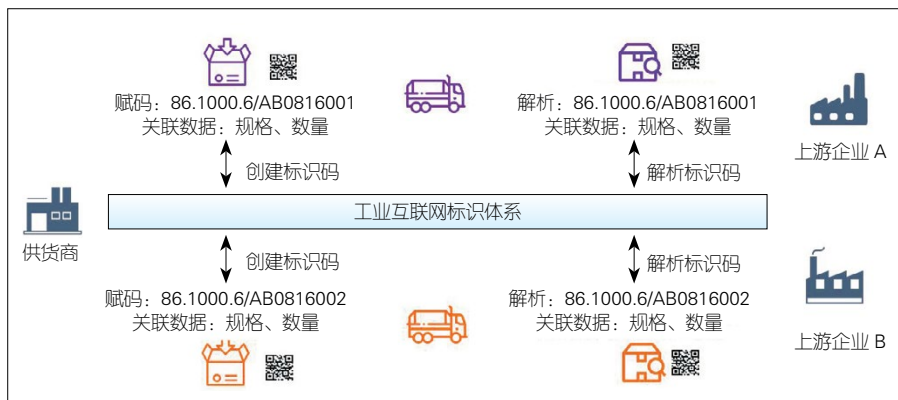 赋码：86.1000.6/AB0816001
关联数据：规格、数量
解析：86.1000.6/AB0816001
关联数据：规格、数量
上游企业 A
创建标识码
解析标识码
工业互联网标识体系
供货商
创建标识码
解析标识码
赋码：86.1000.6/AB0816002
关联数据：规格、数量
解析：86.1000.6/AB0816002
关联数据：规格、数量
上游企业 B